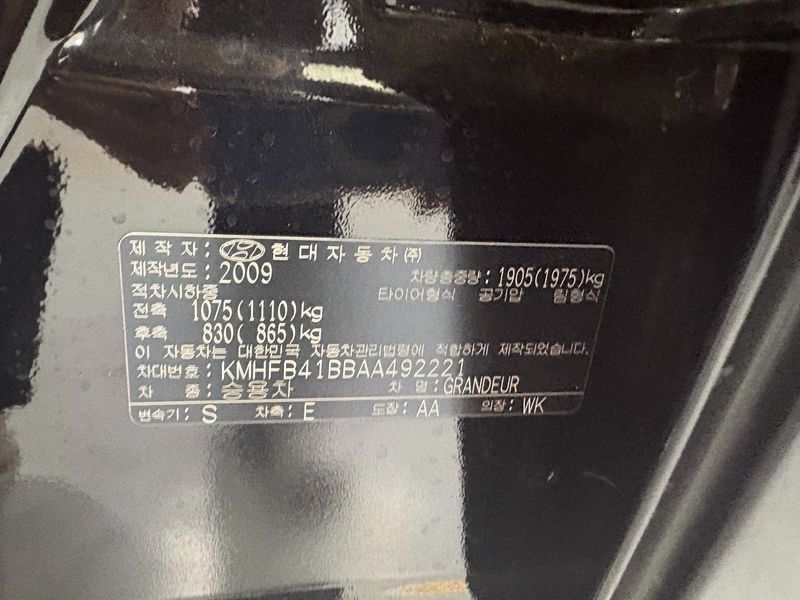 제 작 자 : 현 대 자 동 차 ㈜
제작년도 : 2009 차량총중량 : 1905(1975)kg
적차시하중 타이어형식 공기압 림형식
전축 1075(1110)kg
후축 830( 865)kg
이 자동차는 대한민국 자동차관리법령에 적합하게 제작되었습니다.
차대번호 : KMHFB41BBAA492221
차 종 : 승용차 차 명 : GRANDEUR
변속기 : S 차축 : E 도장 : AA 의장 : WK